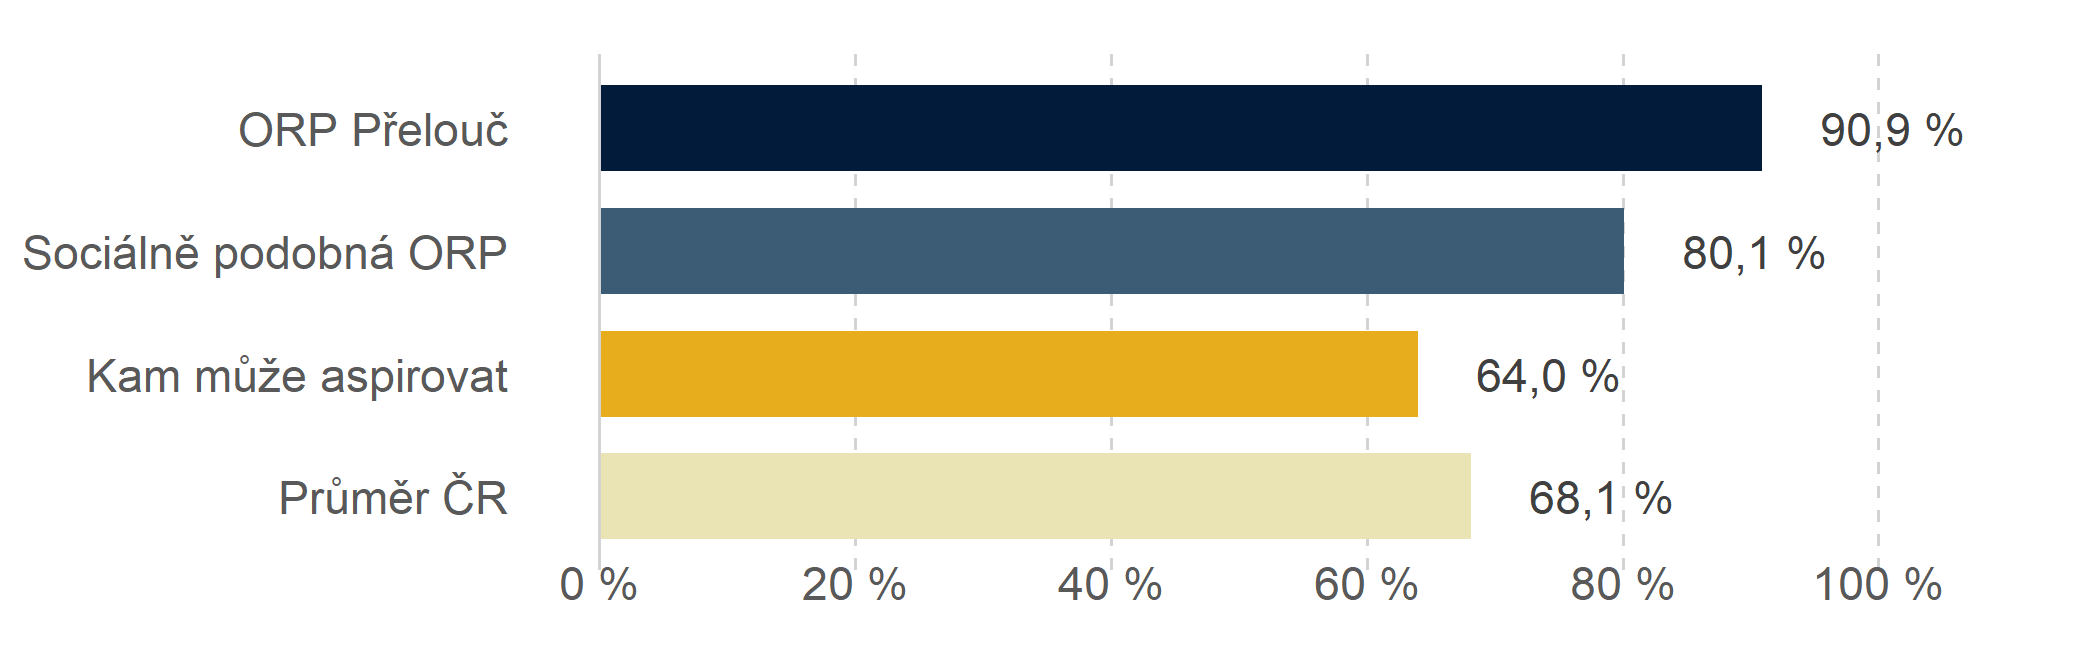 ORP Přelouč 90,9 %
Sociálně podobná ORP 80,1 %
Kam může aspirovat 64,0 %
Průměr ČR 68,1 %
0 % 20 % 40 % 60 % 80 % 100 %